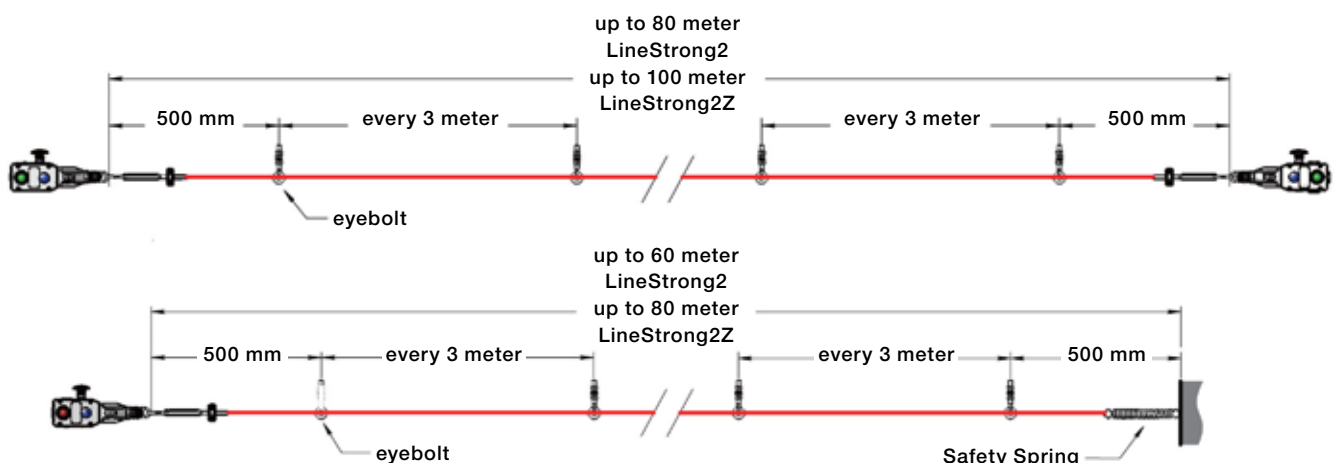 up to 80 meter
LineStrong2
up to 100 meter
LineStrong2Z
500 mm
every 3 meter
every 3 meter
500 mm
eyebolt
up to 60 meter
LineStrong2
up to 80 meter
LineStrong2Z
500 mm
every 3 meter
every 3 meter
500 mm
eyebolt
Safety Spring